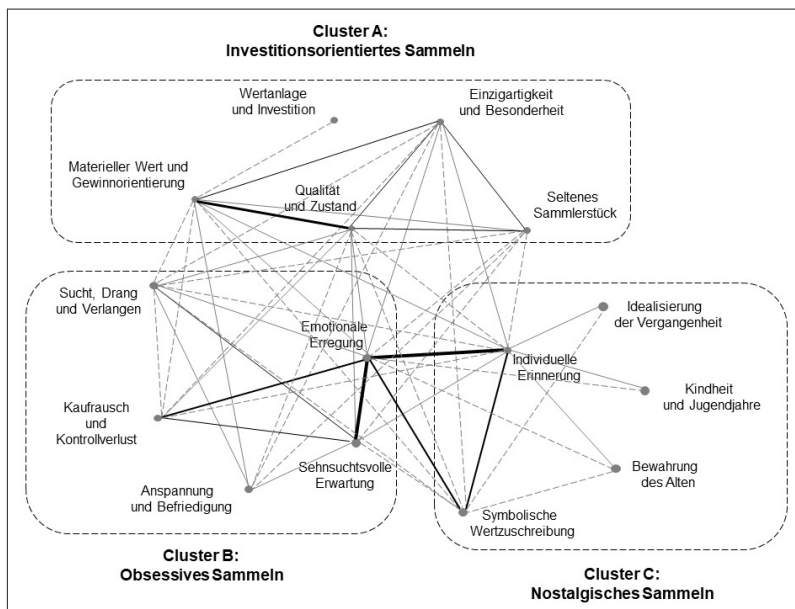 Cluster A:
Investitionsorientiertes Sammeln
Wertanlage
und Investition
Einzigartigkeit
und Besonderheit
Materieller Wert und
Gewinnorientierung
Qualität
und Zustand
Seltenes
Sammlerstück
Sucht, Drang
und Verlangen
Emotionale
Erregung
Idealisierung
der Vergangenheit
Individuelle
Erinnerung
Kaufrausch
und
Kontrollverlust
Kindheit
und Jugendjahre
Anspannung
und Befriedigung
Sehnsuchtsvolle
Erwartung
Bewahrung
des Alten
Symbolische
Wertzuschreibung
Cluster B:
Obsessives Sammeln
Cluster C:
Nostalgisches Sammeln